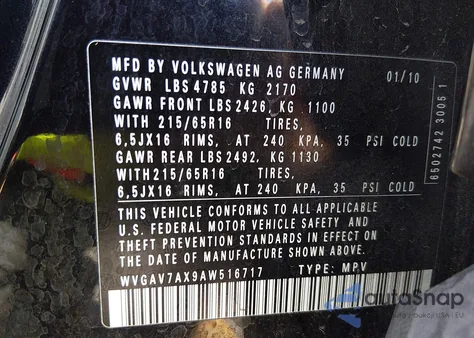 MFD BY VOLKSWAGEN AG GERMANY 01/10
GVWR LBS 4785 KG 2170
GAWR FRONT LBS 2426, KG 1100
WITH 215/65R16 TIRES,
6,5JX16 RIMS, AT 240 KPA, 35 PSI COLD
GAWR REAR LBS 2492, KG 1130
WITH 215/65R16 TIRES,
6,5JX16 RIMS, AT 240 KPA, 35 PSI COLD
THIS VEHICLE CONFORMS TO ALL APPLICABLE
U.S. FEDERAL MOTOR VEHICLE SAFETY AND
THEFT PREVENTION STANDARDS IN EFFECT ON
THE DATE OF MANUFACTURE SHOWN ABOVE.
WVGAV7AX9AW516717 TYPE: MPV
6502742 3005 1
autoSnap